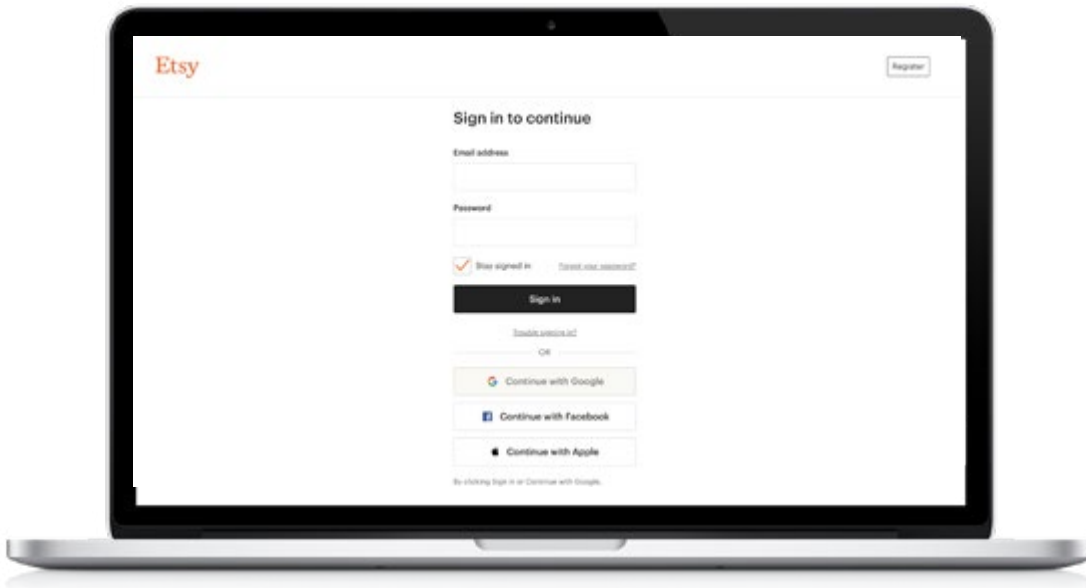 Etsy
Register
Sign in to continue
Email address
Password
Stay signed in Forgot your password?
Sign in
Trouble signing in?
OR
Continue with Google
Continue with Facebook
Continue with Apple
By clicking Sign in or Continue with Google,